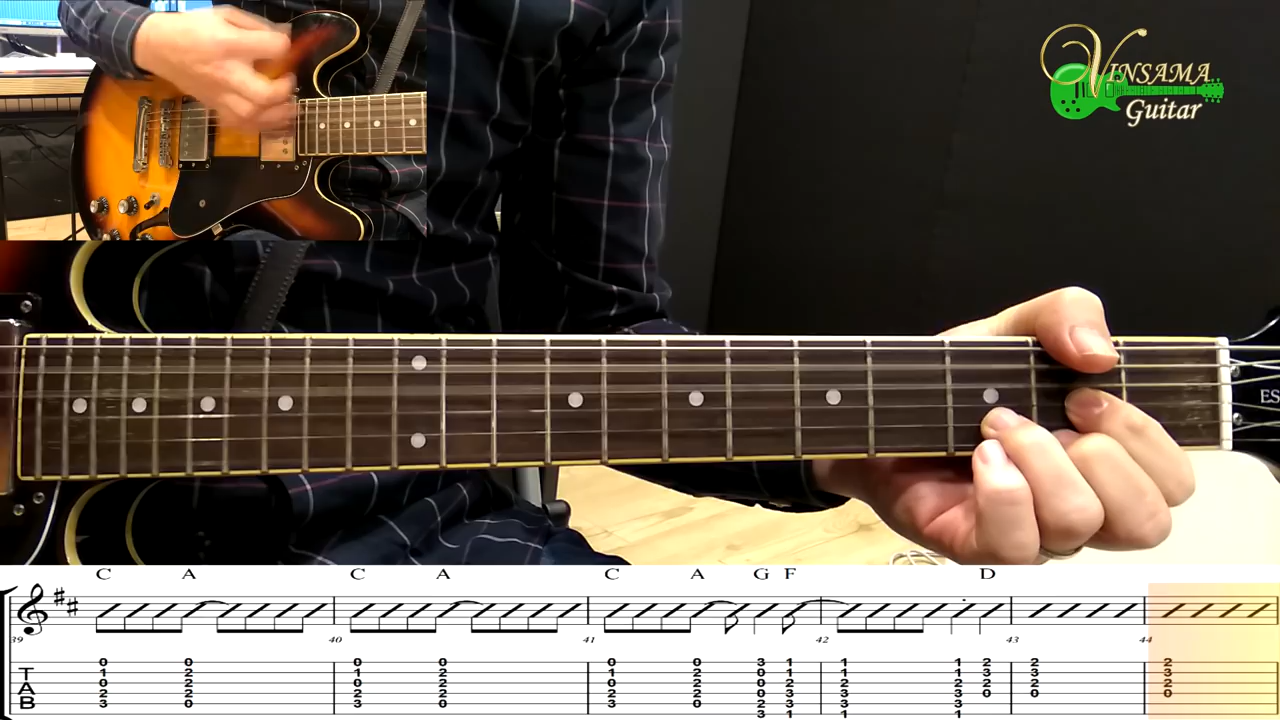 VINSAMA
Guitar
ES
C A C A C A G F D
39 40 41 42 43 44
0 0 0 0 0 0 3 1 1 1 2 2 2
T 1 2 1 2 1 2 0 1 1 1 3 3 3
A 0 2 0 2 0 2 0 2 2 2 2 2 2
2 2 2 2 2 2 0 3 3 3 0 0 0
B 3 0 3 0 3 0 2 3 3 3
3 1 1 1